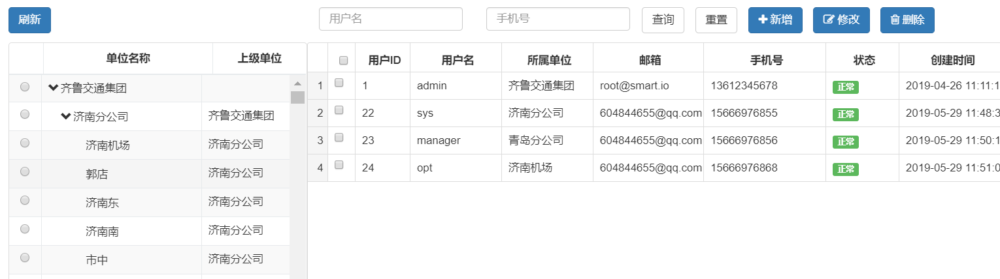 刷新 用户名 手机号 查询 重置 新增 修改 删除
单位名称 上级单位
齐鲁交通集团
济南分公司 齐鲁交通集团
济南机场 济南分公司
郭店 济南分公司
济南东 济南分公司
济南南 济南分公司
市中 济南分公司
用户ID 用户名 所属单位 邮箱 手机号 状态 创建时间
1 1 admin 齐鲁交通集团 root@smart.io 13612345678 正常 2019-04-26 11:11:1
2 22 sys 济南分公司 604844655@qq.com 15666976855 正常 2019-05-29 11:48:3
3 23 manager 青岛分公司 604844655@qq.com 15666976856 正常 2019-05-29 11:50:1
4 24 opt 济南机场 604844655@qq.com 15666976868 正常 2019-05-29 11:51:0